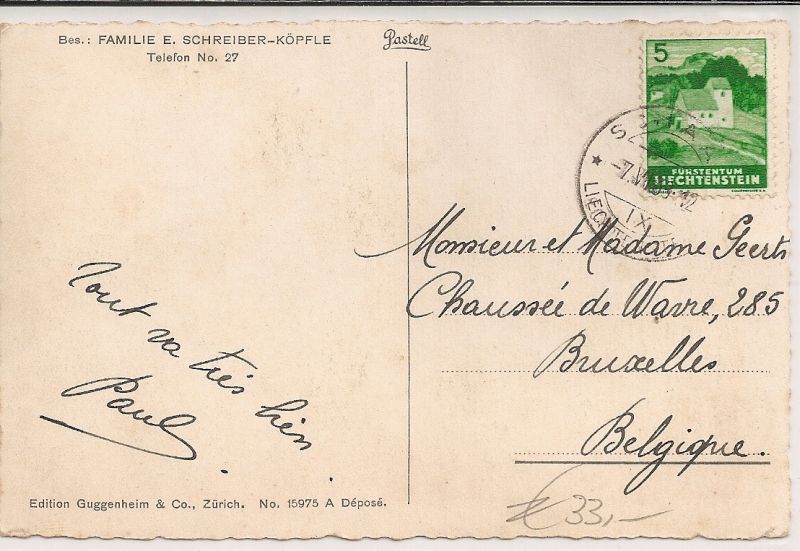 Bes.: FAMILIE E. SCHREIBER-KÖPFLE
Telefon No. 27
Pastell
5
FÜRSTENTUM
LIECHTENSTEIN
Monsieur et Madame Geerts
Chaussée de Wavre, 285
Bruxelles
Belgique.
Tout va très bien.
Paul
Edition Guggenheim & Co., Zürich. No. 15975 A Déposé.
€ 33,-